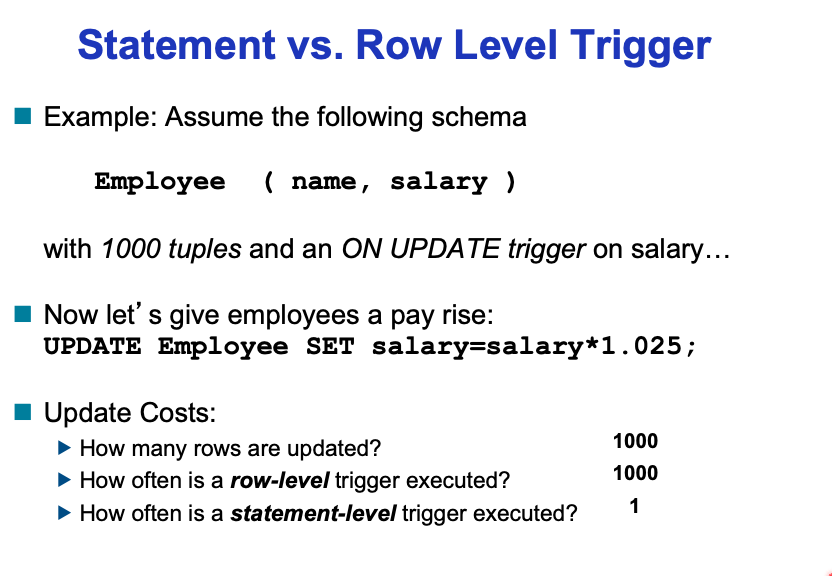 Statement vs. Row Level Trigger
Example: Assume the following schema
Employee ( name, salary )
with 1000 tuples and an ON UPDATE trigger on salary…
Now let’s give employees a pay rise:
UPDATE Employee SET salary=salary*1.025;
Update Costs:
How many rows are updated? 1000
How often is a row-level trigger executed? 1000
How often is a statement-level trigger executed? 1